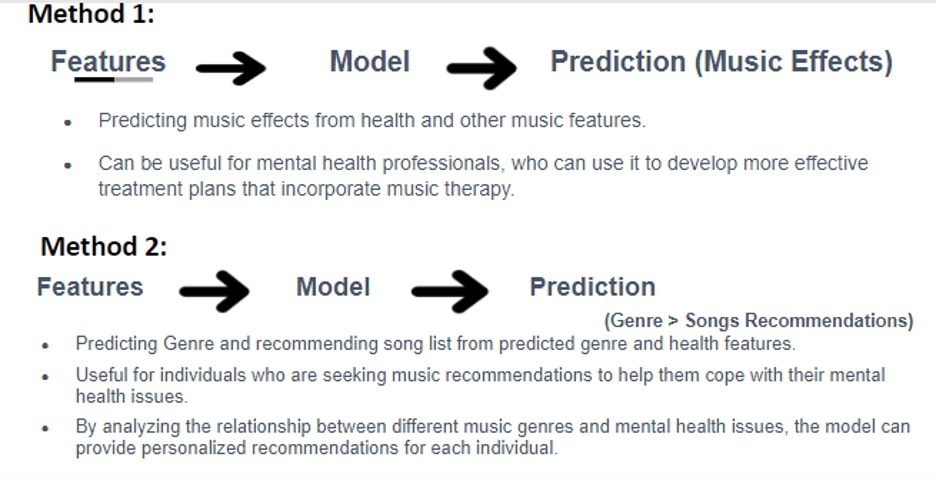 Method 1:
Features Model Prediction (Music Effects)
• Predicting music effects from health and other music features.
• Can be useful for mental health professionals, who can use it to develop more effective
treatment plans that incorporate music therapy.
Method 2:
Features Model Prediction
(Genre > Songs Recommendations)
• Predicting Genre and recommending song list from predicted genre and health features.
• Useful for individuals who are seeking music recommendations to help them cope with their mental
health issues.
• By analyzing the relationship between different music genres and mental health issues, the model can
provide personalized recommendations for each individual.